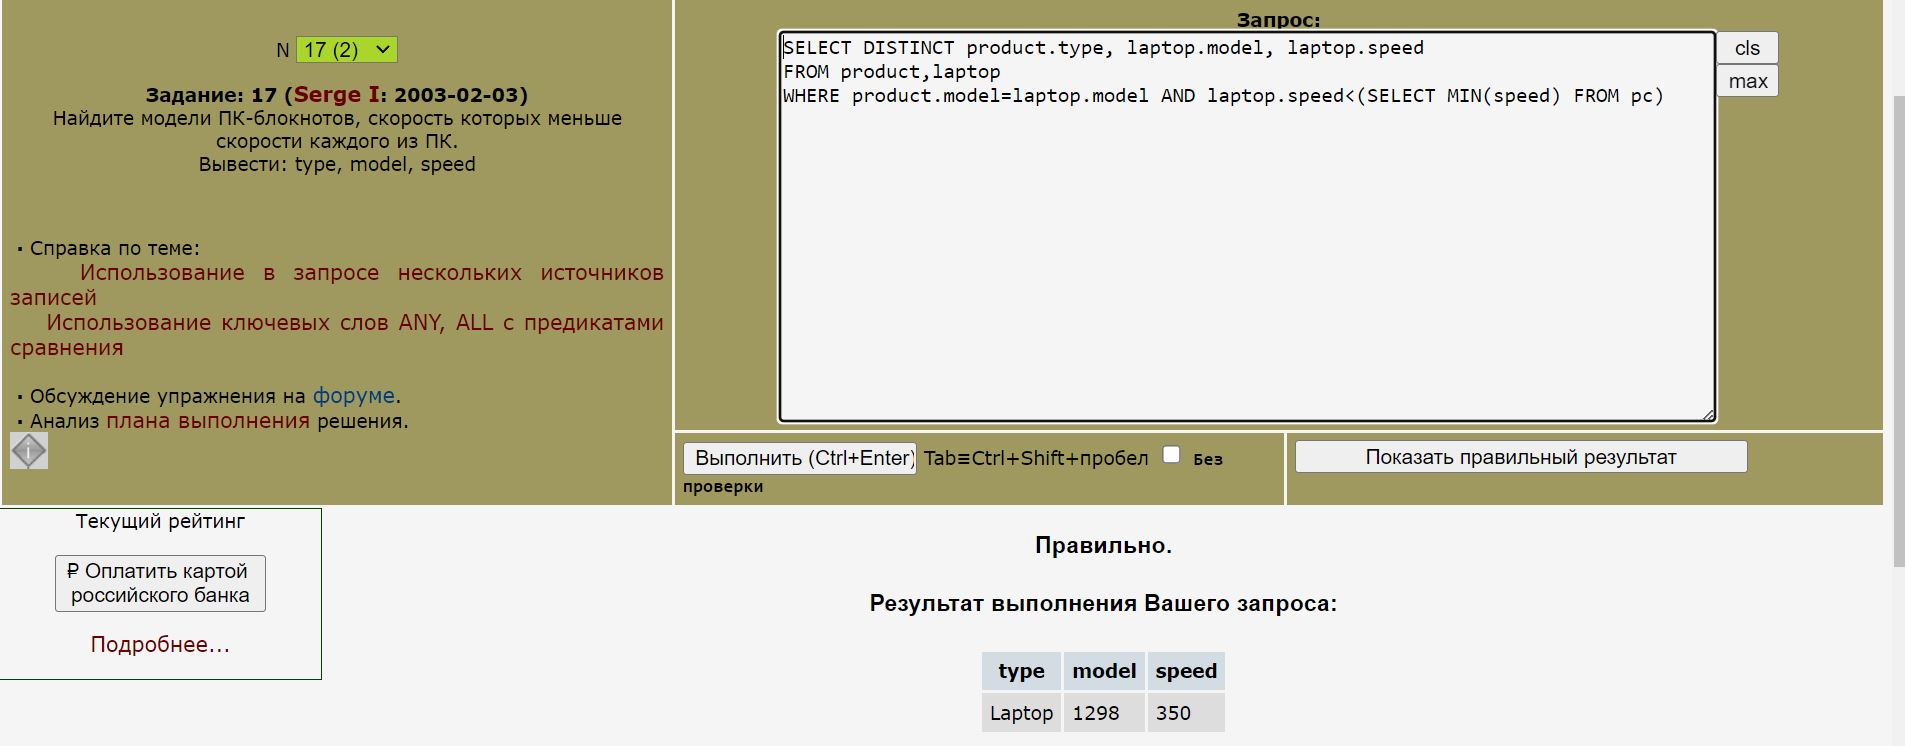 N 17 (2)
Задание: 17 (Serge I: 2003-02-03)
Найдите модели ПК-блокнотов, скорость которых меньше
скорости каждого из ПК.
Вывести: type, model, speed
· Справка по теме:
Использование в запросе нескольких источников
записей
Использование ключевых слов ANY, ALL с предикатами
сравнения
· Обсуждение упражнения на форуме.
· Анализ плана выполнения решения.
i
Запрос:
SELECT DISTINCT product.type, laptop.model, laptop.speed
FROM product,laptop
WHERE product.model=laptop.model AND laptop.speed<(SELECT MIN(speed) FROM pc)
cls
max
Выполнить (Ctrl+Enter) Tab≡Ctrl+Shift+пробел Без
проверки
Показать правильный результат
Текущий рейтинг
₽ Оплатить картой
российского банка
Подробнее...
Правильно.
Результат выполнения Вашего запроса:
type model speed
Laptop 1298 350